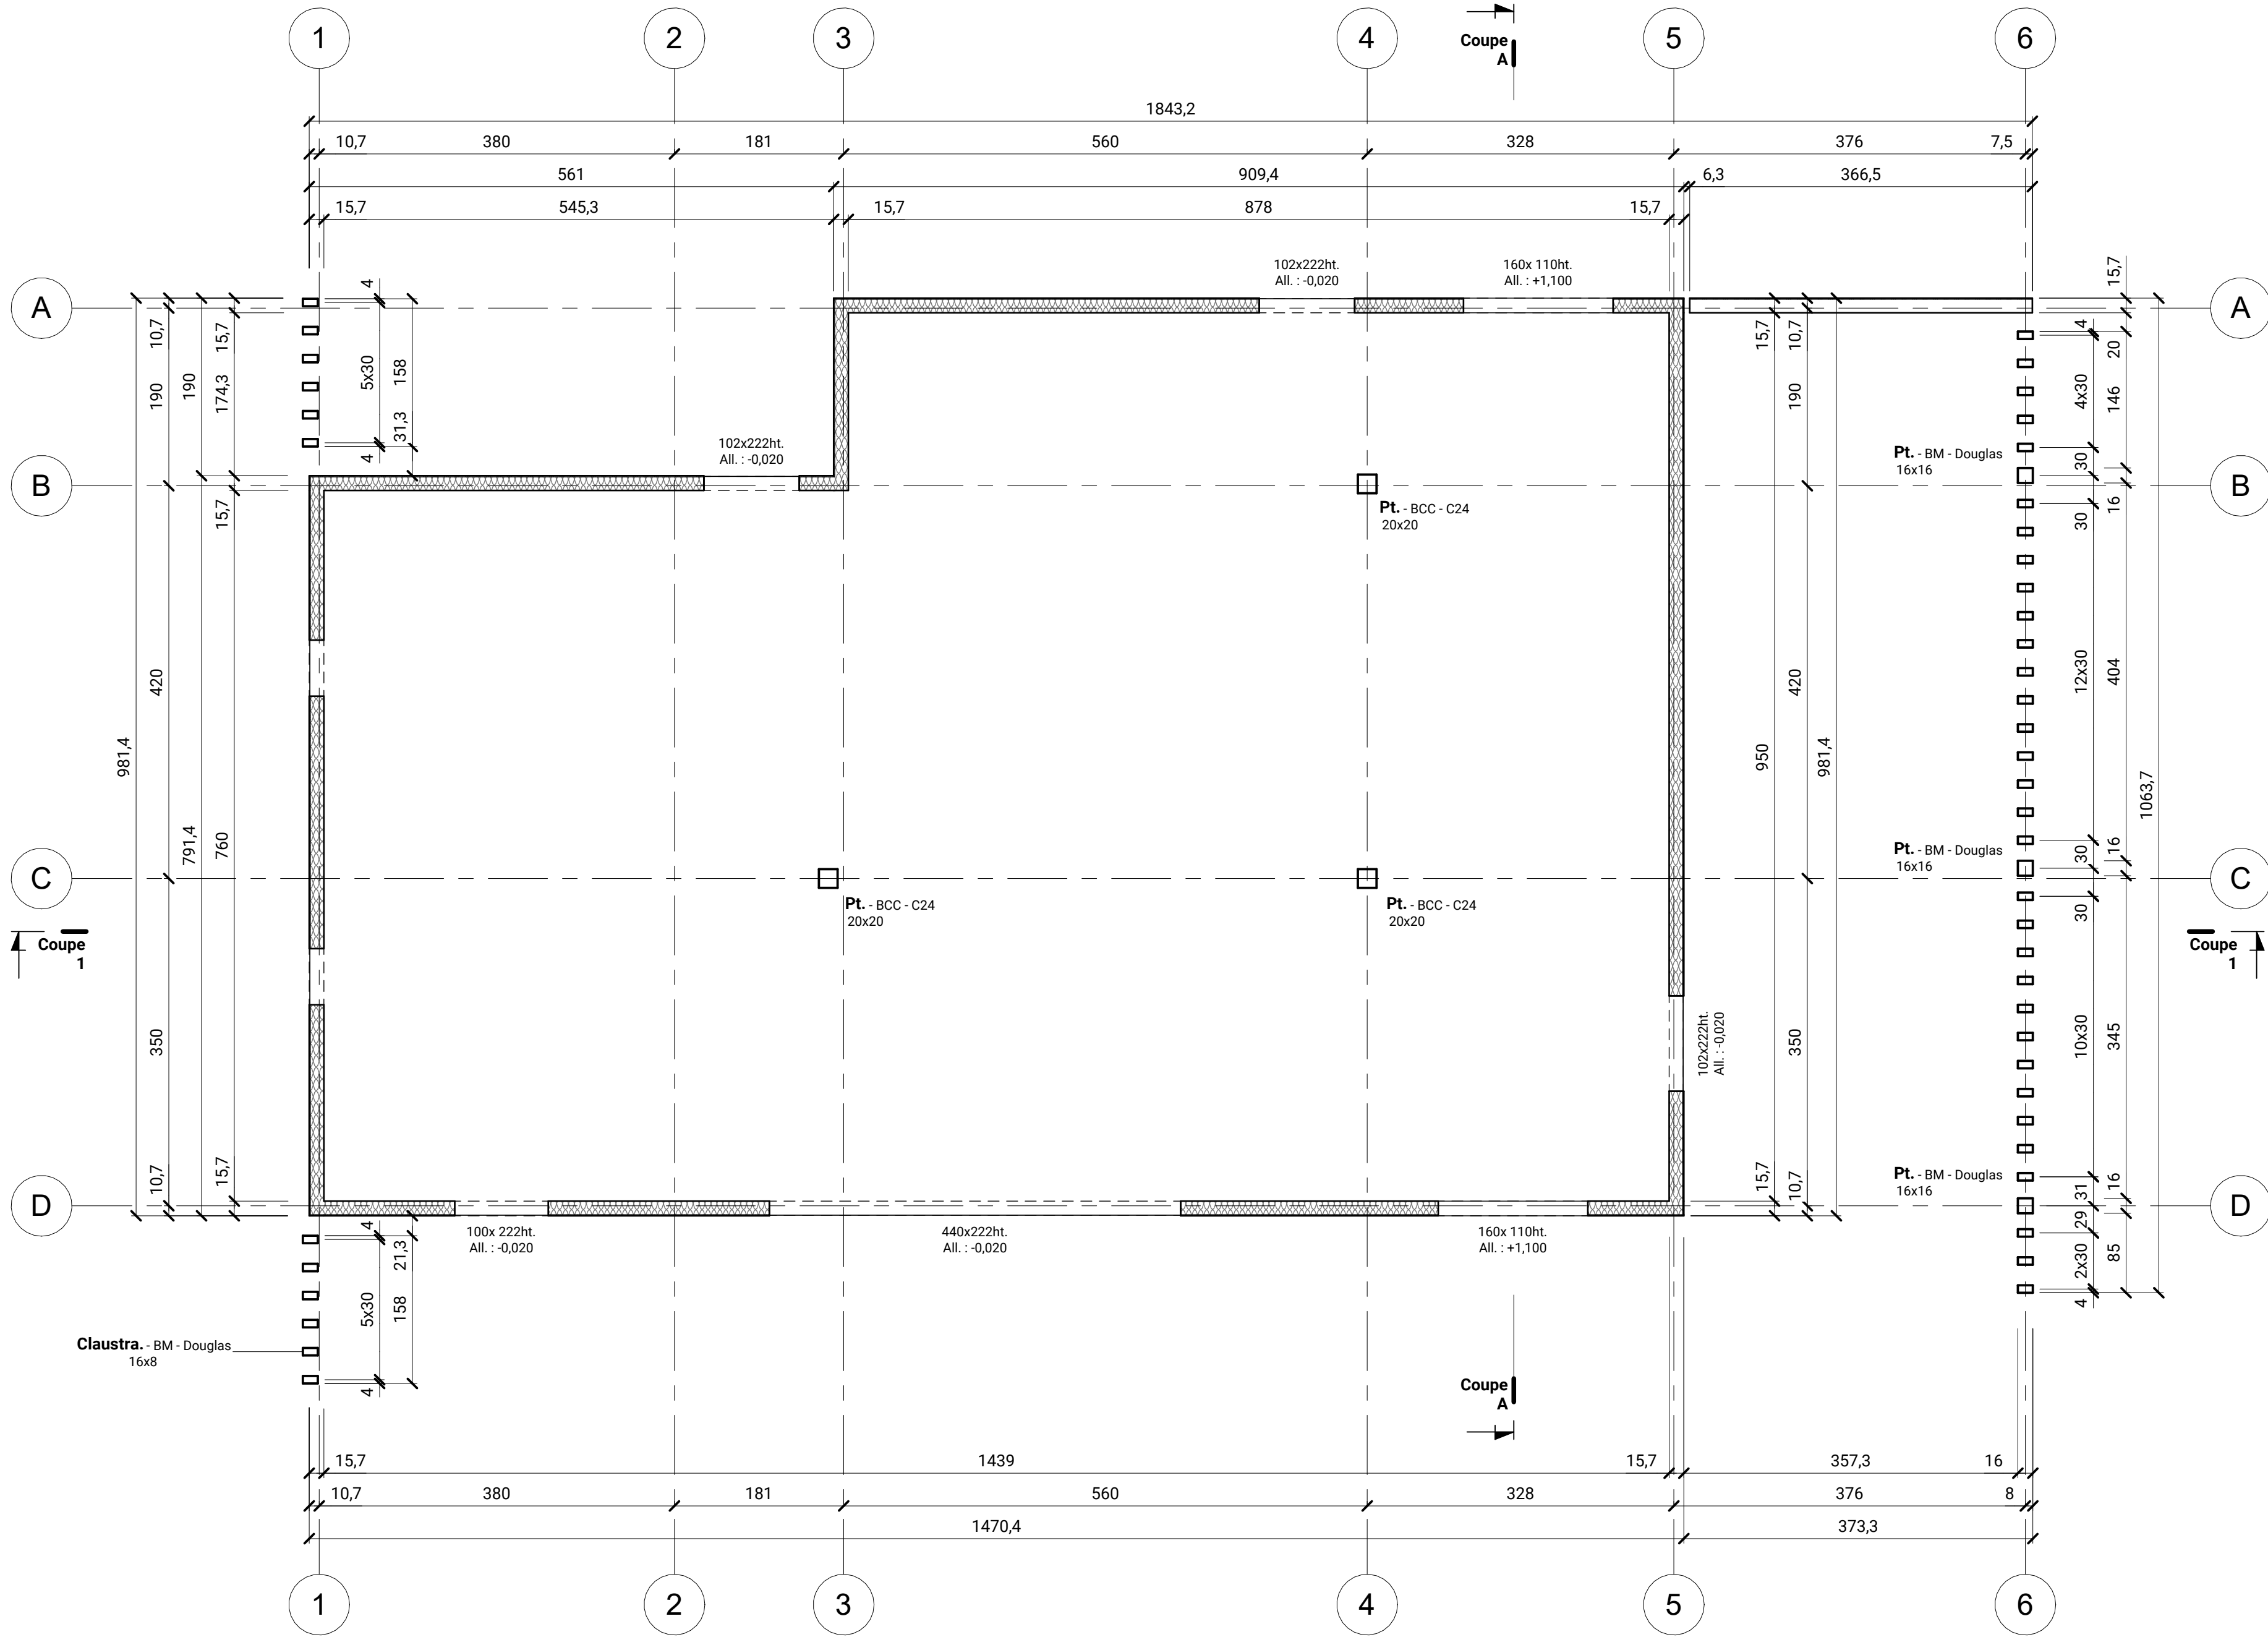 1
2
3
4
5
6
Coupe
A
1843,2
10,7 380 181 560 328 376 7,5
561 909,4 6,3 366,5
15,7 545,3 15,7 878 15,7
A
B
C
D
981,4
10,7
190
420
350
10,7
190
791,4
15,7
174,3
15,7
760
15,7
4
5x30
4
158
31,3
102x222ht.
All. : -0,020
160x 110ht.
All. : +1,100
102x222ht.
All. : -0,020
Pt. - BCC - C24
20x20
Pt. - BCC - C24
20x20
Pt. - BCC - C24
20x20
102x222ht.
All. : -0,020
15,7
950
15,7
10,7
190
420
350
10,7
981,4
Pt. - BM - Douglas
16x16
Pt. - BM - Douglas
16x16
Pt. - BM - Douglas
16x16
4
4x30
30
30
12x30
30
30
10x30
31
29
2x30
4
15,7
20
146
16
404
16
345
16
85
1063,7
A
B
C
D
Coupe
1
Coupe
1
100x 222ht.
All. : -0,020
440x222ht.
All. : -0,020
160x 110ht.
All. : +1,100
4
5x30
4
21,3
158
Claustra. - BM - Douglas
16x8
Coupe
A
15,7 1439 15,7 357,3 16
10,7 380 181 560 328 376 8
1470,4 373,3
1
2
3
4
5
6